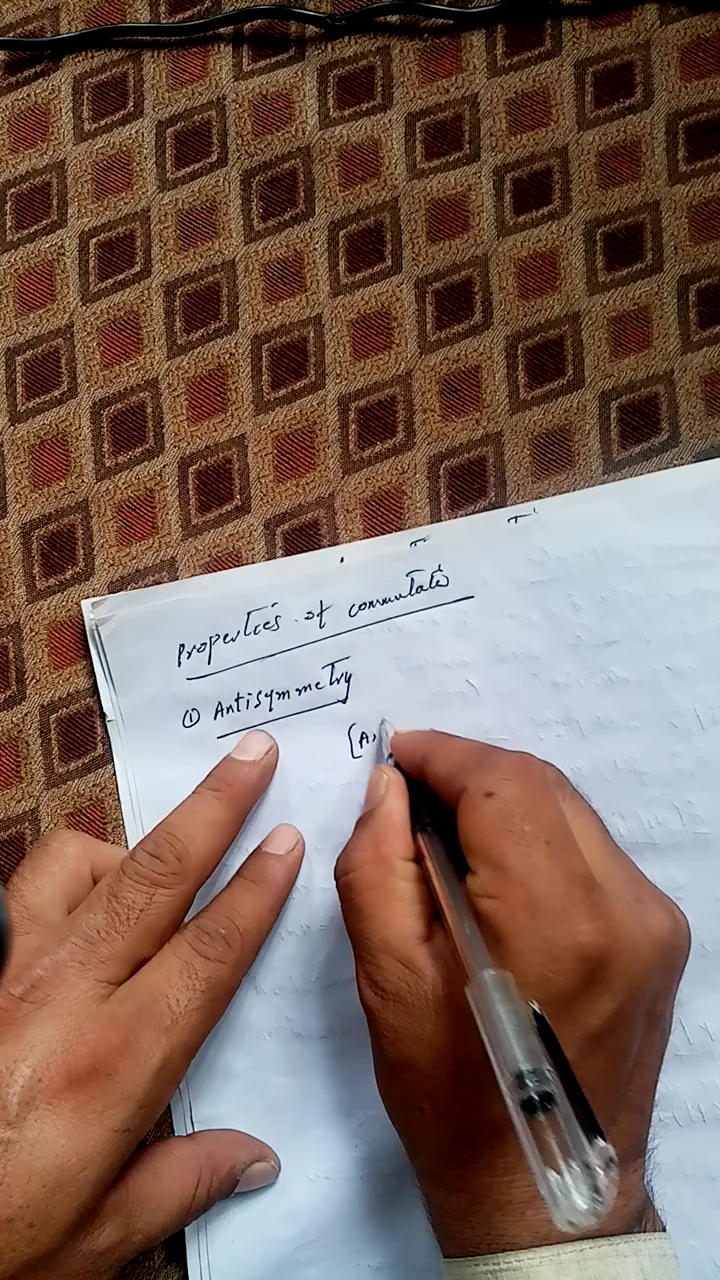 Properties of commutato
① Antisymmetry
[A,